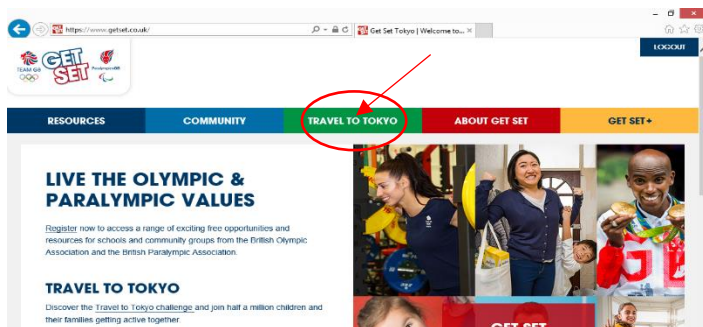 https://www.getset.co.uk/
Get Set Tokyo | Welcome to...
LOGOUT
TEAM GB
GET
SET
ParalympicsGB
RESOURCES
COMMUNITY
TRAVEL TO TOKYO
ABOUT GET SET
GET SET+
LIVE THE OLYMPIC &
PARALYMPIC VALUES
Register now to access a range of exciting free opportunities and
resources for schools and community groups from the British Olympic
Association and the British Paralympic Association.
TRAVEL TO TOKYO
Discover the Travel to Tokyo challenge and join half a million children and
their families getting active together.
GET SET